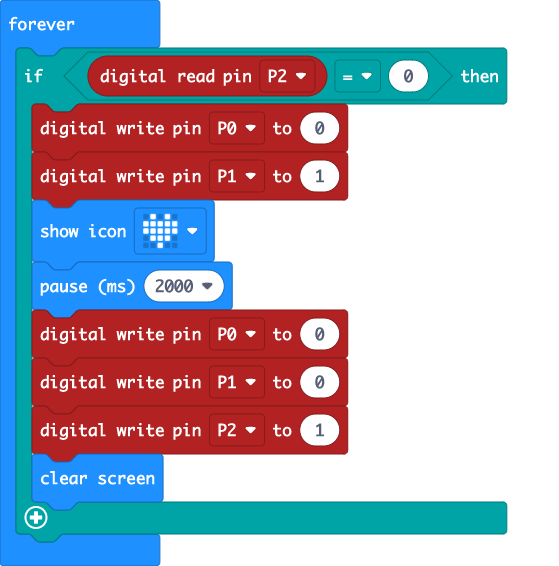 forever
if digital read pin P2 = 0 then
digital write pin P0 to 0
digital write pin P1 to 1
show icon
pause (ms) 2000
digital write pin P0 to 0
digital write pin P1 to 0
digital write pin P2 to 1
clear screen